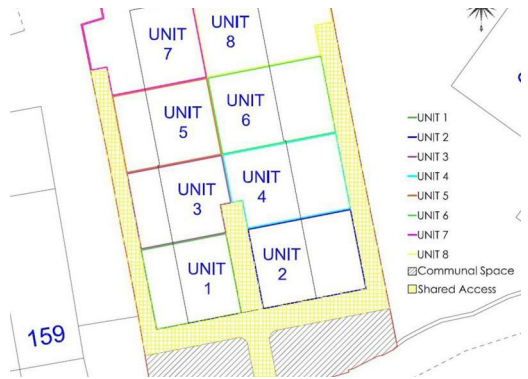 UNIT
7
UNIT
8
UNIT
5
UNIT
6
UNIT
3
UNIT
4
UNIT
1
UNIT
2
159
UNIT 1
UNIT 2
UNIT 3
UNIT 4
UNIT 5
UNIT 6
UNIT 7
UNIT 8
Communal Space
Shared Access